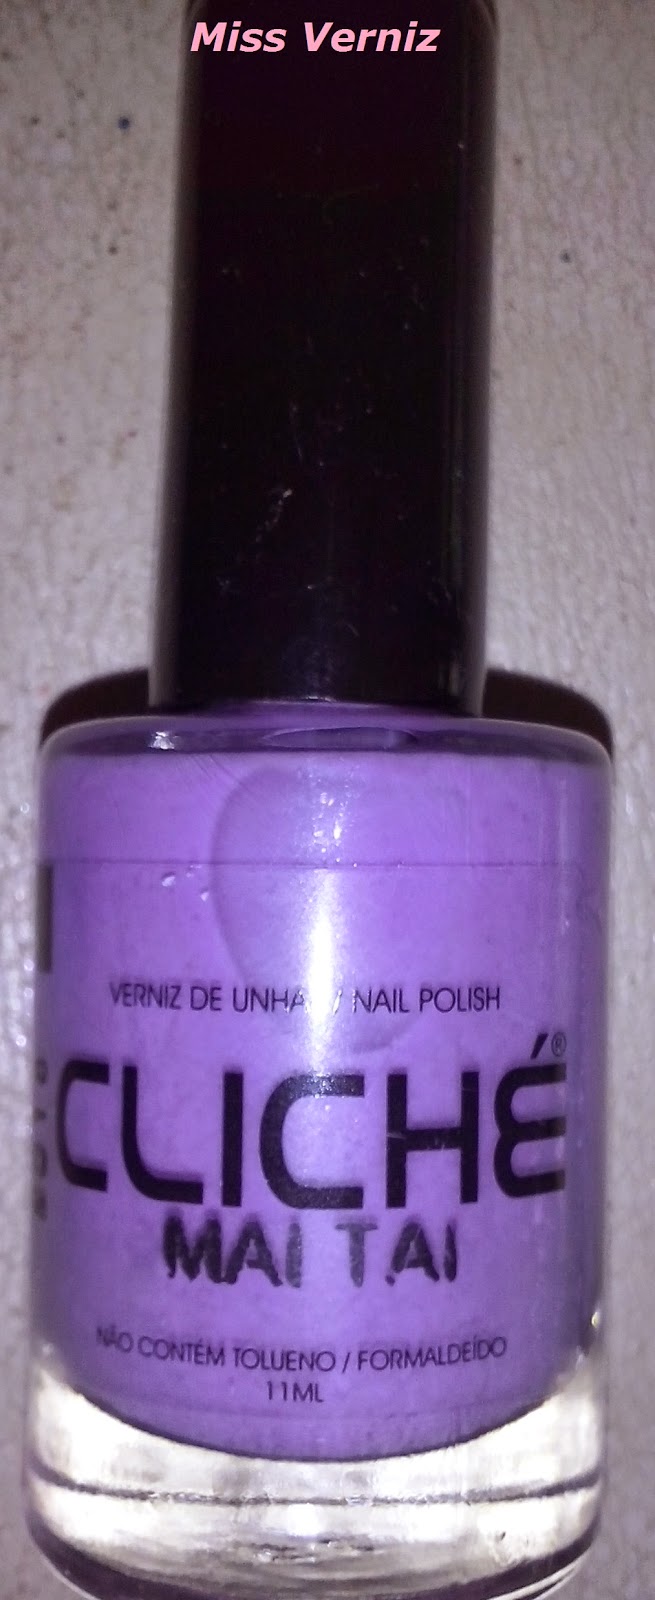 Miss Verniz
VERNIZ DE UNHA / NAIL POLISH
CLICHÉ®
MAI TAI
NÃO CONTÉM TOLUENO / FORMALDEÍDO
11ML